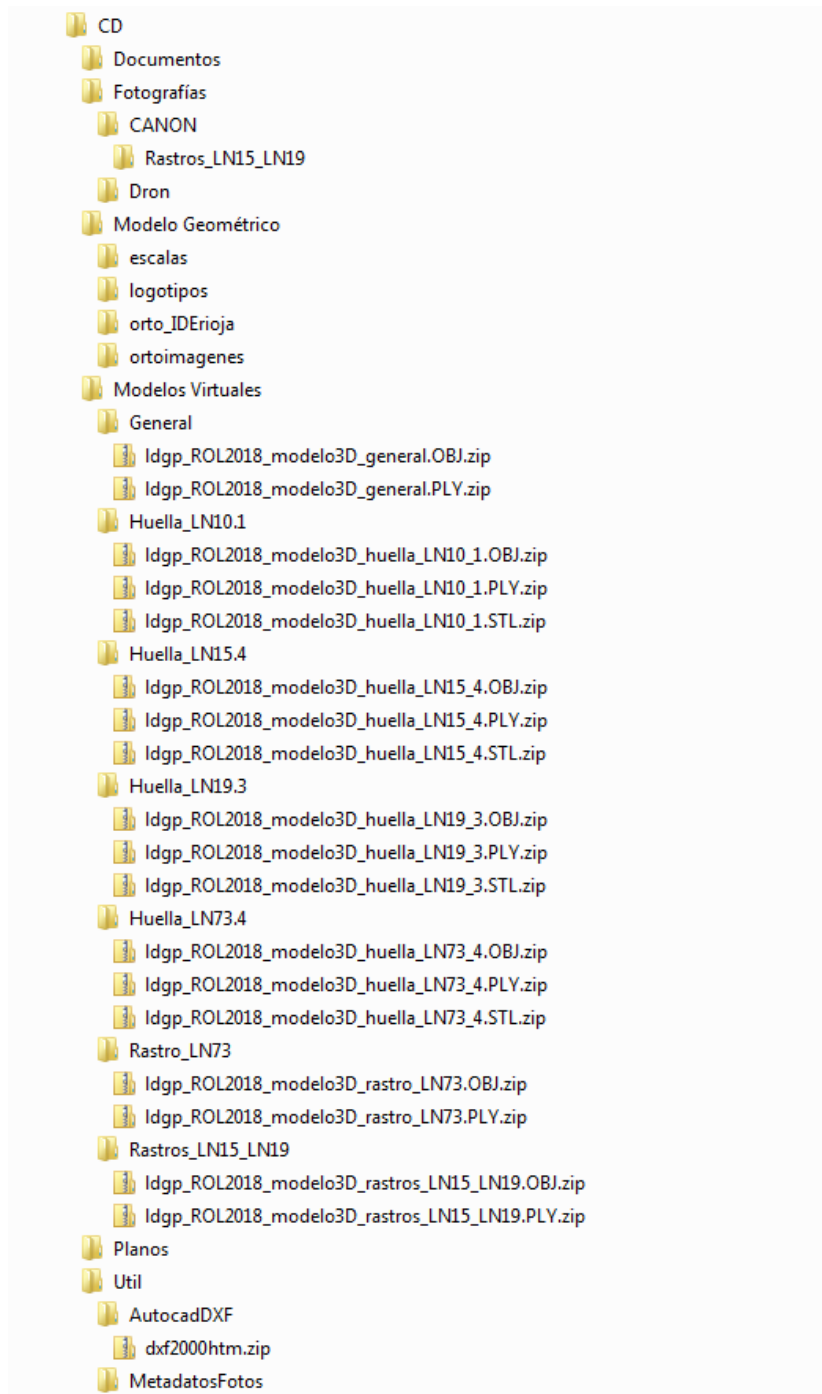 CD
Documentos
Fotografías
CANON
Rastros_LN15_LN19
Dron
Modelo Geométrico
escalas
logotipos
orto_IDErioja
ortoimagenes
Modelos Virtuales
General
ldgp_ROL2018_modelo3D_general.OBJ.zip
ldgp_ROL2018_modelo3D_general.PLY.zip
Huella_LN10.1
ldgp_ROL2018_modelo3D_huella_LN10_1.OBJ.zip
ldgp_ROL2018_modelo3D_huella_LN10_1.PLY.zip
ldgp_ROL2018_modelo3D_huella_LN10_1.STL.zip
Huella_LN15.4
ldgp_ROL2018_modelo3D_huella_LN15_4.OBJ.zip
ldgp_ROL2018_modelo3D_huella_LN15_4.PLY.zip
ldgp_ROL2018_modelo3D_huella_LN15_4.STL.zip
Huella_LN19.3
ldgp_ROL2018_modelo3D_huella_LN19_3.OBJ.zip
ldgp_ROL2018_modelo3D_huella_LN19_3.PLY.zip
ldgp_ROL2018_modelo3D_huella_LN19_3.STL.zip
Huella_LN73.4
ldgp_ROL2018_modelo3D_huella_LN73_4.OBJ.zip
ldgp_ROL2018_modelo3D_huella_LN73_4.PLY.zip
ldgp_ROL2018_modelo3D_huella_LN73_4.STL.zip
Rastro_LN73
ldgp_ROL2018_modelo3D_rastro_LN73.OBJ.zip
ldgp_ROL2018_modelo3D_rastro_LN73.PLY.zip
Rastros_LN15_LN19
ldgp_ROL2018_modelo3D_rastros_LN15_LN19.OBJ.zip
ldgp_ROL2018_modelo3D_rastros_LN15_LN19.PLY.zip
Planos
Util
AutocadDXF
dxf2000htm.zip
MetadatosFotos